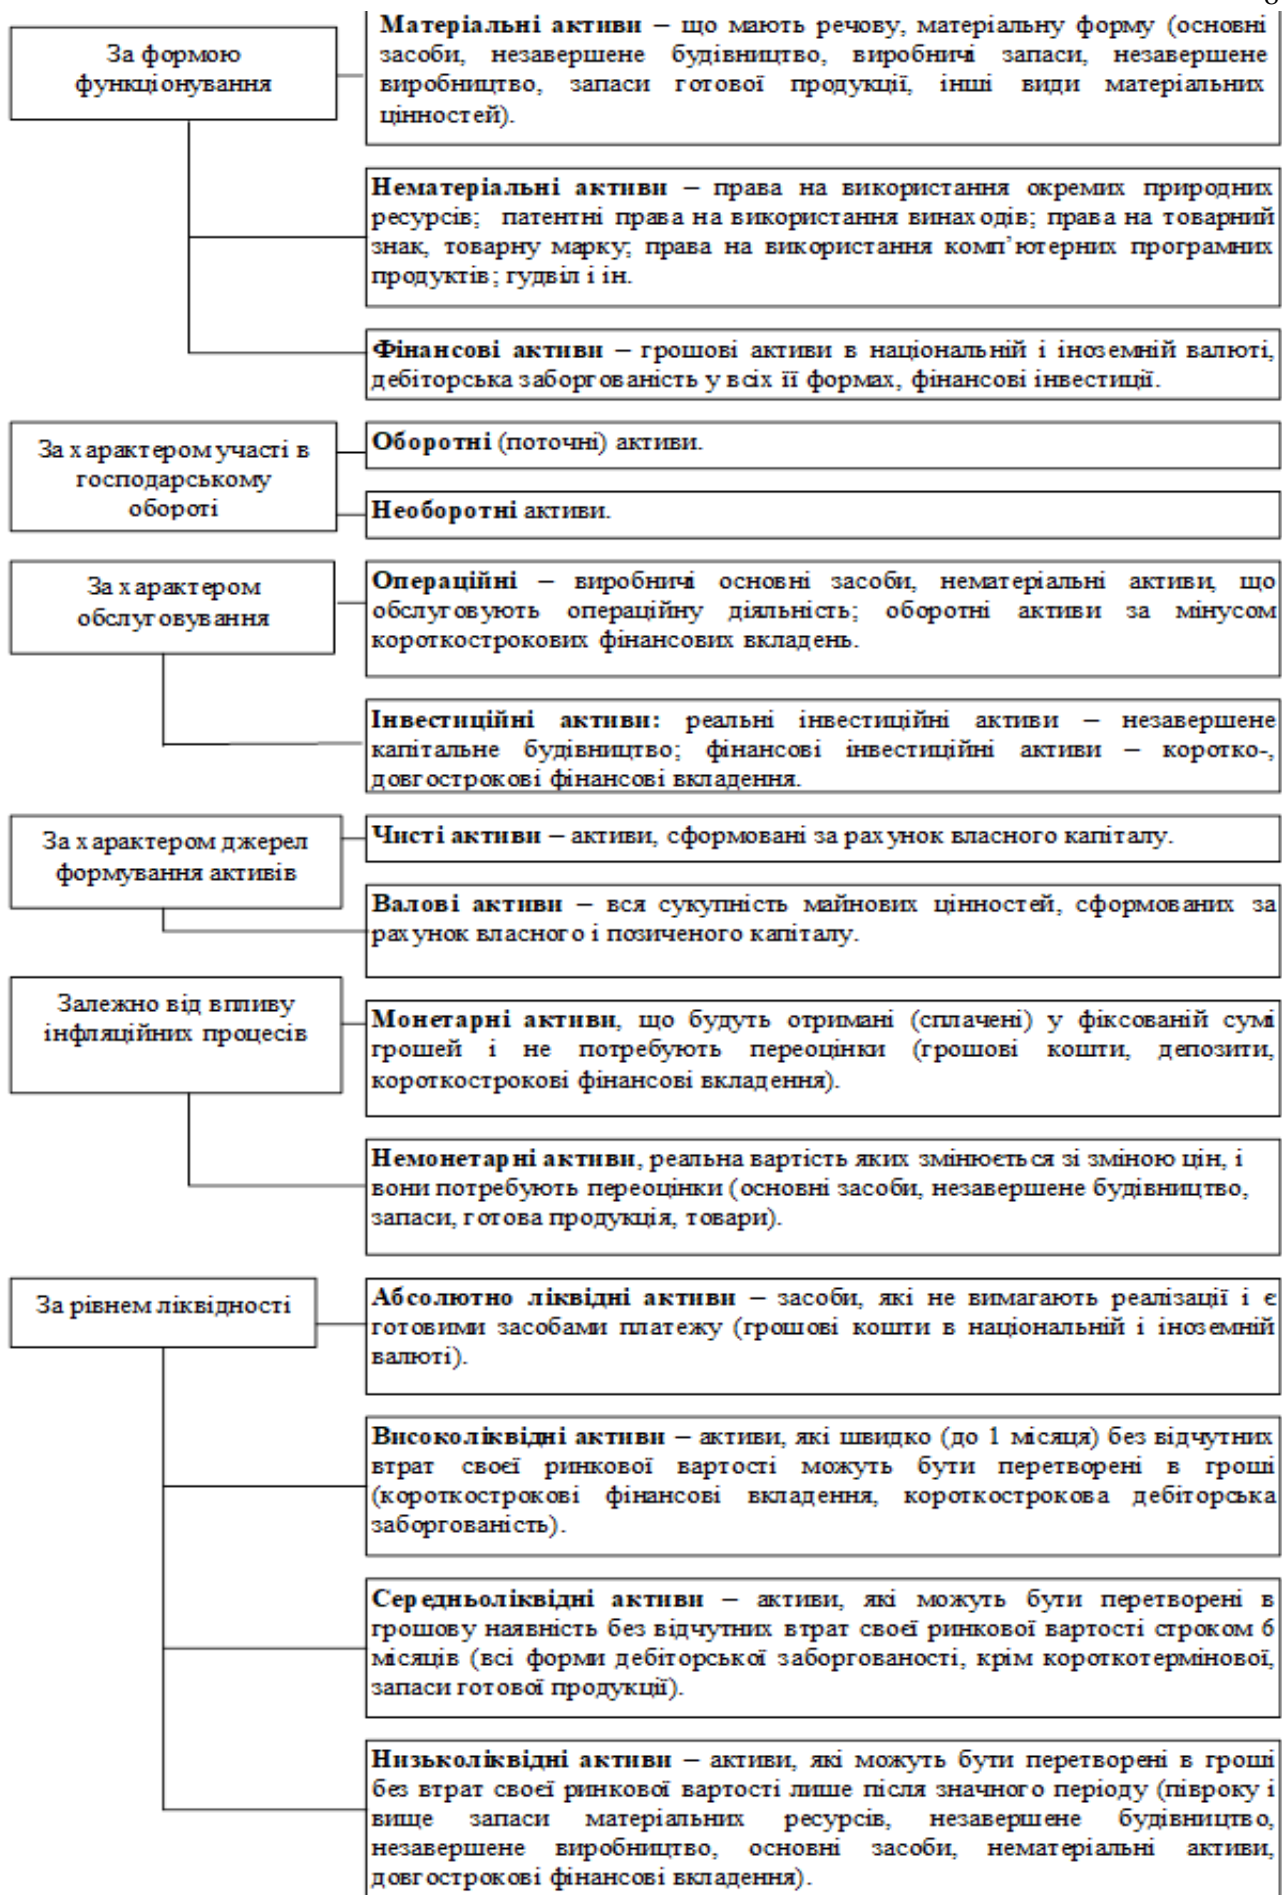 За формою
функціонування
Матеріальні активи – що мають речову, матеріальну форму (основні
засоби, незавершене будівництво, виробничі запаси, незавершене
виробництво, запаси готової продукції, інші види матеріальних
цінностей).
Нематеріальні активи – права на використання окремих природних
ресурсів; патентні права на використання винаходів; права на товарний
знак, товарну марку; права на використання комп’ютерних програмних
продуктів; гудвіл і ін.
Фінансові активи – грошові активи в національній і іноземній валюті,
дебіторська заборгованість у всіх її формах, фінансові інвестиції.
За характером участі в
господарському
обороті
Оборотні (поточні) активи.
Необоротні активи.
За характером
обслуговування
Операційні – виробничі основні засоби, нематеріальні активи, що
обслуговують операційну діяльність; оборотні активи за мінусом
короткострокових фінансових вкладень.
Інвестиційні активи: реальні інвестиційні активи – незавершене
капітальне будівництво; фінансові інвестиційні активи – коротко-,
довгострокові фінансові вкладення.
За характером джерел
формування активів
Чисті активи – активи, сформовані за рахунок власного капіталу.
Валові активи – вся сукупність майнових цінностей, сформованих за
рахунок власного і позиченого капіталу.
Залежно від впливу
інфляційних процесів
Монетарні активи, що будуть отримані (сплачені) у фіксованій сумі
грошей і не потребують переоцінки (грошові кошти, депозити,
короткострокові фінансові вкладення).
Немонетарні активи, реальна вартість яких змінюється зі зміною цін, і
вони потребують переоцінки (основні засоби, незавершене будівництво,
запаси, готова продукція, товари).
За рівнем ліквідності
Абсолютно ліквідні активи – засоби, які не вимагають реалізації і є
готовими засобами платежу (грошові кошти в національній і іноземній
валюті).
Високоліквідні активи – активи, які швидко (до 1 місяця) без відчутних
втрат своєї ринкової вартості можуть бути перетворені в гроші
(короткострокові фінансові вкладення, короткострокова дебіторська
заборгованість).
Середньоліквідні активи – активи, які можуть бути перетворені в
грошову наявність без відчутних втрат своєї ринкової вартості строком 6
місяців (всі форми дебіторської заборгованості, крім короткотермінової,
запаси готової продукції).
Низьколіквідні активи – активи, які можуть бути перетворені в гроші
без втрат своєї ринкової вартості лише після значного періоду (півроку і
вище запаси матеріальних ресурсів, незавершене будівництво,
незавершене виробництво, основні засоби, нематеріальні активи,
довгострокові фінансові вкладення).